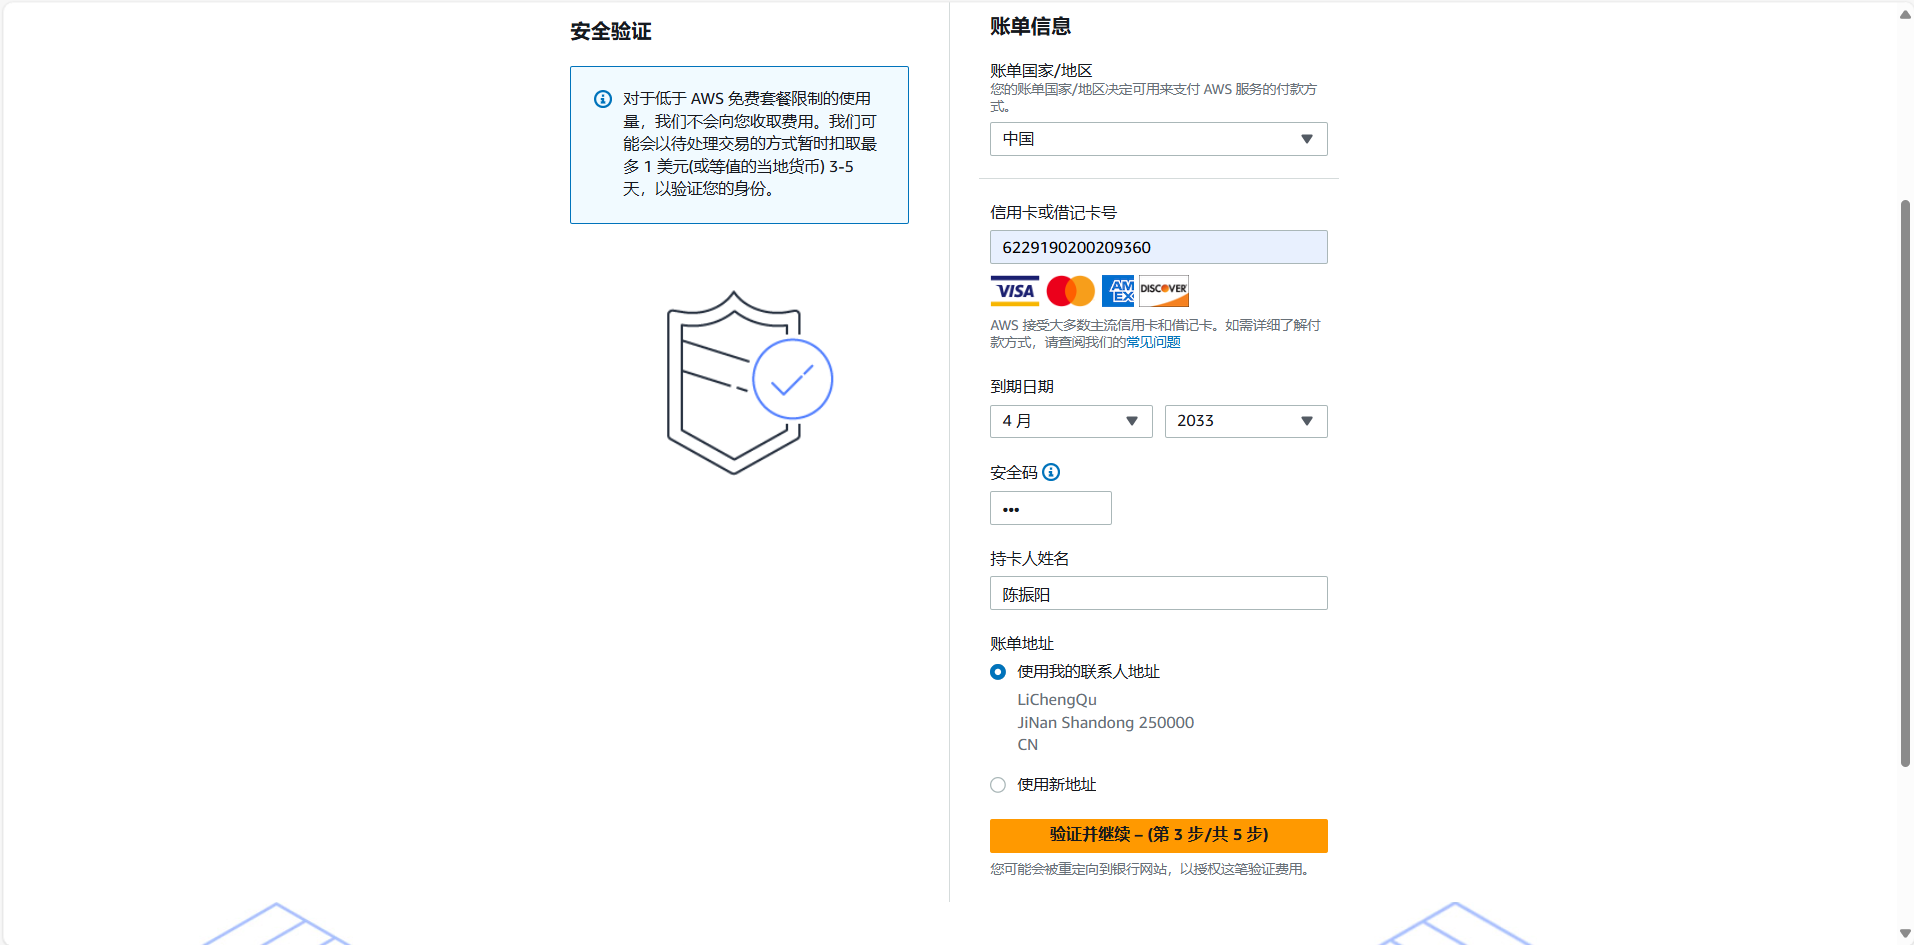 安全验证
对于低于 AWS 免费套餐限制的使用
量，我们不会向您收取费用。我们可
能会以待处理交易的方式暂时扣取最
多 1 美元(或等值的当地货币) 3-5
天，以验证您的身份。
账单信息
账单国家/地区
您的账单国家/地区决定可用来支付 AWS 服务的付款方
式。
中国
信用卡或借记卡号
6229190200209360
VISA
AM
EX
DISCOVER
AWS 接受大多数主流信用卡和借记卡。如需详细了解付
款方式，请查阅我们的常见问题
到期日期
4 月
2033
安全码
•••
持卡人姓名
陈振阳
账单地址
使用我的联系人地址
LiChengQu
JiNan Shandong 250000
CN
使用新地址
验证并继续 – (第 3 步/共 5 步)
您可能会被重定向到银行网站，以授权这笔验证费用。